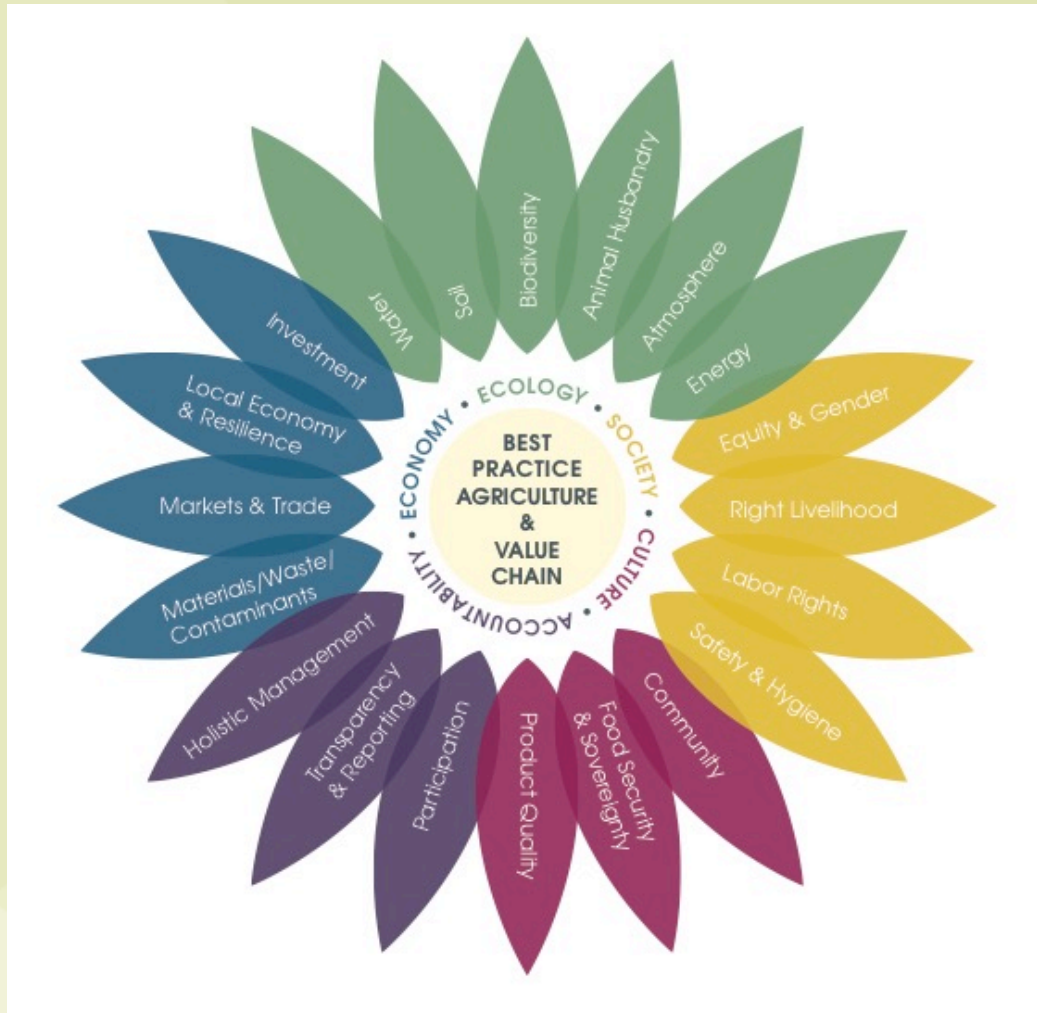 BEST
PRACTICE
AGRICULTURE
&
VALUE
CHAIN
ECOLOGY • SOCIETY • CULTURE • ACCOUNTABILITY • ECONOMY •
Water
Soil
Biodiversity
Animal Husbandry
Atmosphere
Energy
Equity & Gender
Right Livelihood
Labor Rights
Safety & Hygiene
Community
Food Security
& Sovereignty
Product Quality
Participation
Transparency
& Reporting
Holistic Management
Materials/Waste/
Contaminants
Markets & Trade
Local Economy
& Resilience
Investment